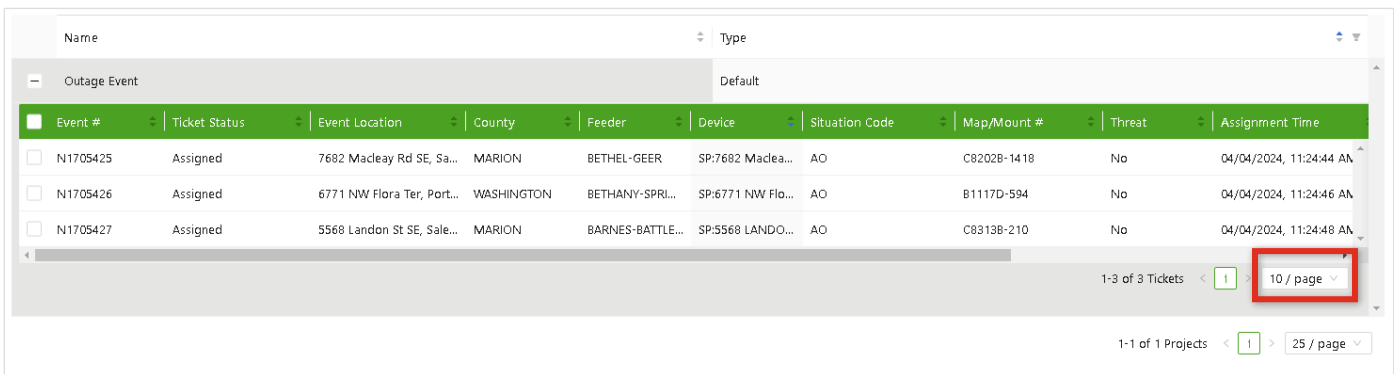 Name Type
Outage Event Default
Event # Ticket Status Event Location County Feeder Device Situation Code Map/Mount # Threat Assignment Time
N1705425 Assigned 7682 Macleay Rd SE, Sa... MARION BETHEL-GEER SP:7682 Maclea... AO C8202B-1418 No 04/04/2024, 11:24:44 AM
N1705426 Assigned 6771 NW Flora Ter, Port... WASHINGTON BETHANY-SPRI... SP:6771 NW Flo... AO B1117D-594 No 04/04/2024, 11:24:46 AM
N1705427 Assigned 5568 Landon St SE, Sale... MARION BARNES-BATTLE... SP:5568 LANDO... AO C8313B-210 No 04/04/2024, 11:24:48 AM
1-3 of 3 Tickets < 1 > 10 / page
1-1 of 1 Projects < 1 > 25 / page